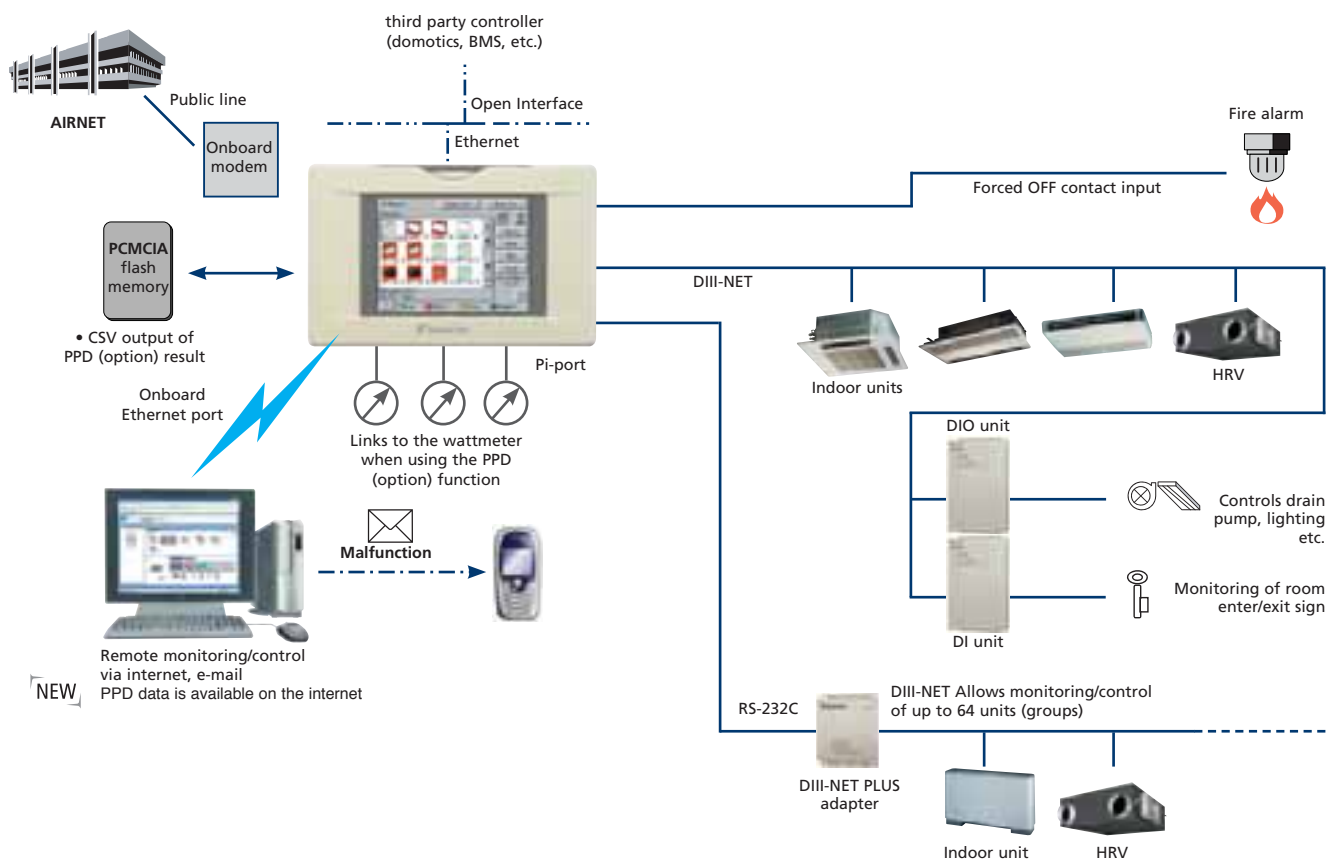 third party controller
(domotics, BMS, etc.)
Public line
AIRNET
Open Interface
Onboard
modem
Ethernet
Fire alarm
Forced OFF contact input
PCMCIA
flash
memory
DIII-NET
• CSV output of
PPD (option) result
Pi-port
Indoor units
HRV
Onboard
Ethernet port
Links to the wattmeter
when using the PPD
(option) function
DIO unit
Controls drain
pump, lighting
etc.
Malfunction
Monitoring of room
enter/exit sign
DI unit
Remote monitoring/control
via internet, e-mail
NEW
PPD data is available on the internet
RS-232C
DIII-NET Allows monitoring/control
of up to 64 units (groups)
DIII-NET PLUS
adapter
Indoor unit
HRV